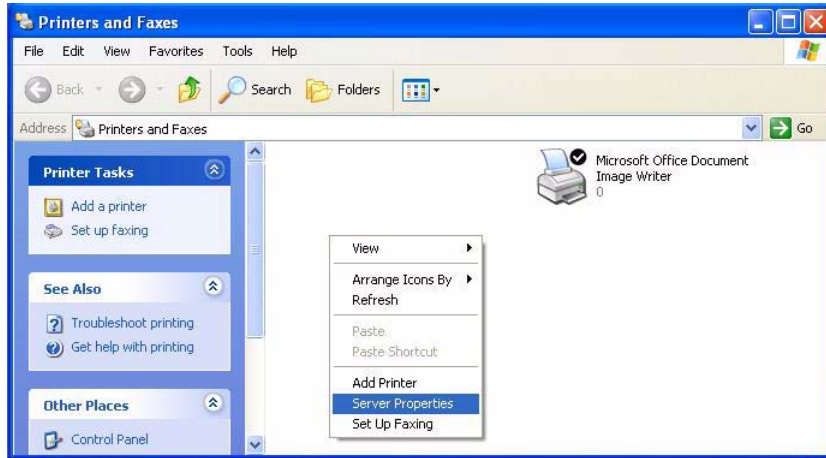 Printers and Faxes
File Edit View Favorites Tools Help
Back Search Folders
Address Printers and Faxes Go
Printer Tasks
Add a printer
Set up faxing
See Also
Troubleshoot printing
Get help with printing
Other Places
Control Panel
Microsoft Office Document
Image Writer
0
View
Arrange Icons By
Refresh
Paste
Paste Shortcut
Add Printer
Server Properties
Set Up Faxing